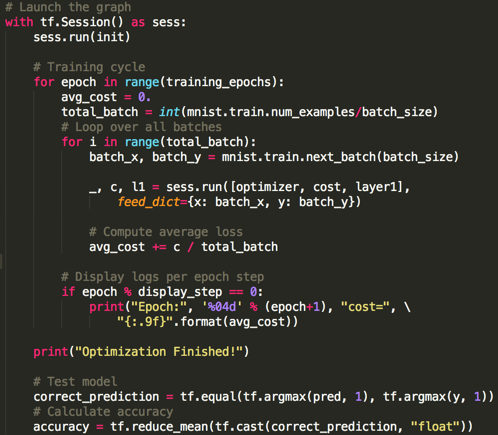 # Launch the graph
with tf.Session() as sess:
    sess.run(init)

    # Training cycle
    for epoch in range(training_epochs):
        avg_cost = 0.
        total_batch = int(mnist.train.num_examples/batch_size)
        # Loop over all batches
        for i in range(total_batch):
            batch_x, batch_y = mnist.train.next_batch(batch_size)

            _, c, l1 = sess.run([optimizer, cost, layer1],
                feed_dict={x: batch_x, y: batch_y})

            # Compute average loss
            avg_cost += c / total_batch

        # Display logs per epoch step
        if epoch % display_step == 0:
            print("Epoch:", '%04d' % (epoch+1), "cost=", \
                "{:.9f}".format(avg_cost))

    print("Optimization Finished!")

    # Test model
    correct_prediction = tf.equal(tf.argmax(pred, 1), tf.argmax(y, 1))
    # Calculate accuracy
    accuracy = tf.reduce_mean(tf.cast(correct_prediction, "float"))